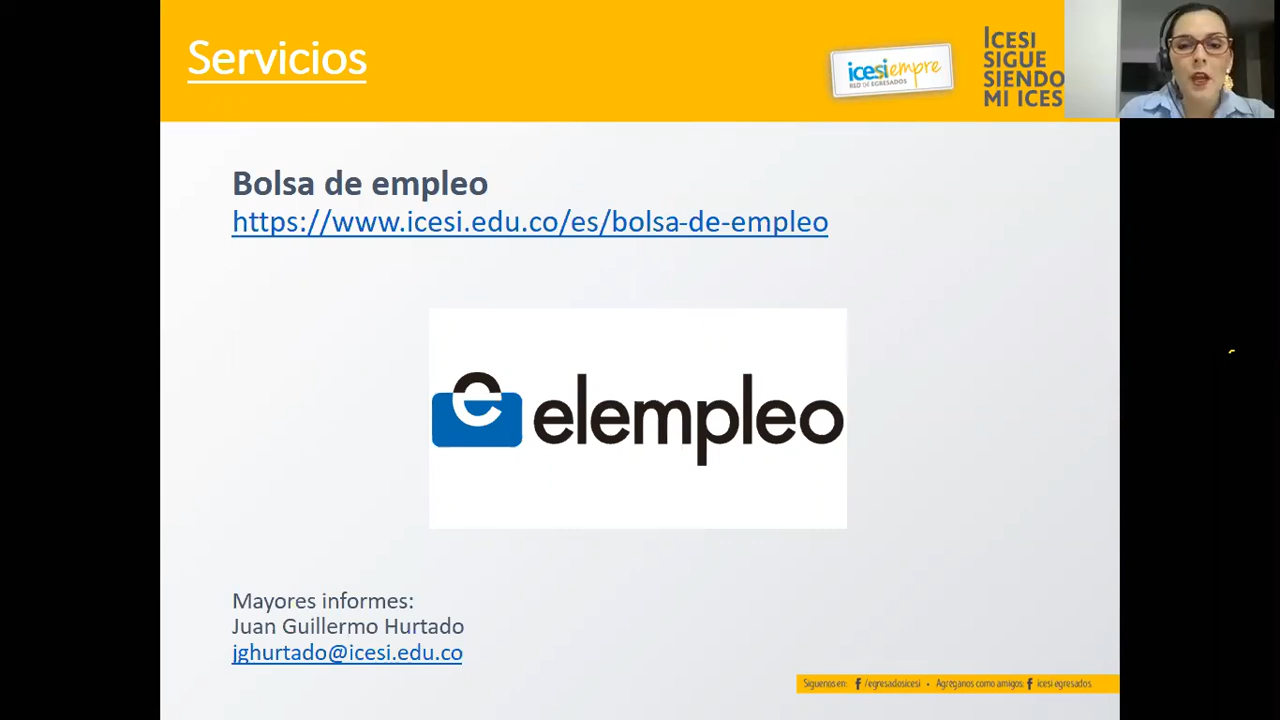 Servicios
icesiempre
RED DE EGRESADOS
ICESI
SIGUE
SIENDO
MI ICES
Bolsa de empleo
https://www.icesi.edu.co/es/bolsa-de-empleo
e elempleo
Mayores informes:
Juan Guillermo Hurtado
jghurtado@icesi.edu.co
Síguenos en: f /egresadosicesi • Agréganos como amigos: f icesi egresados